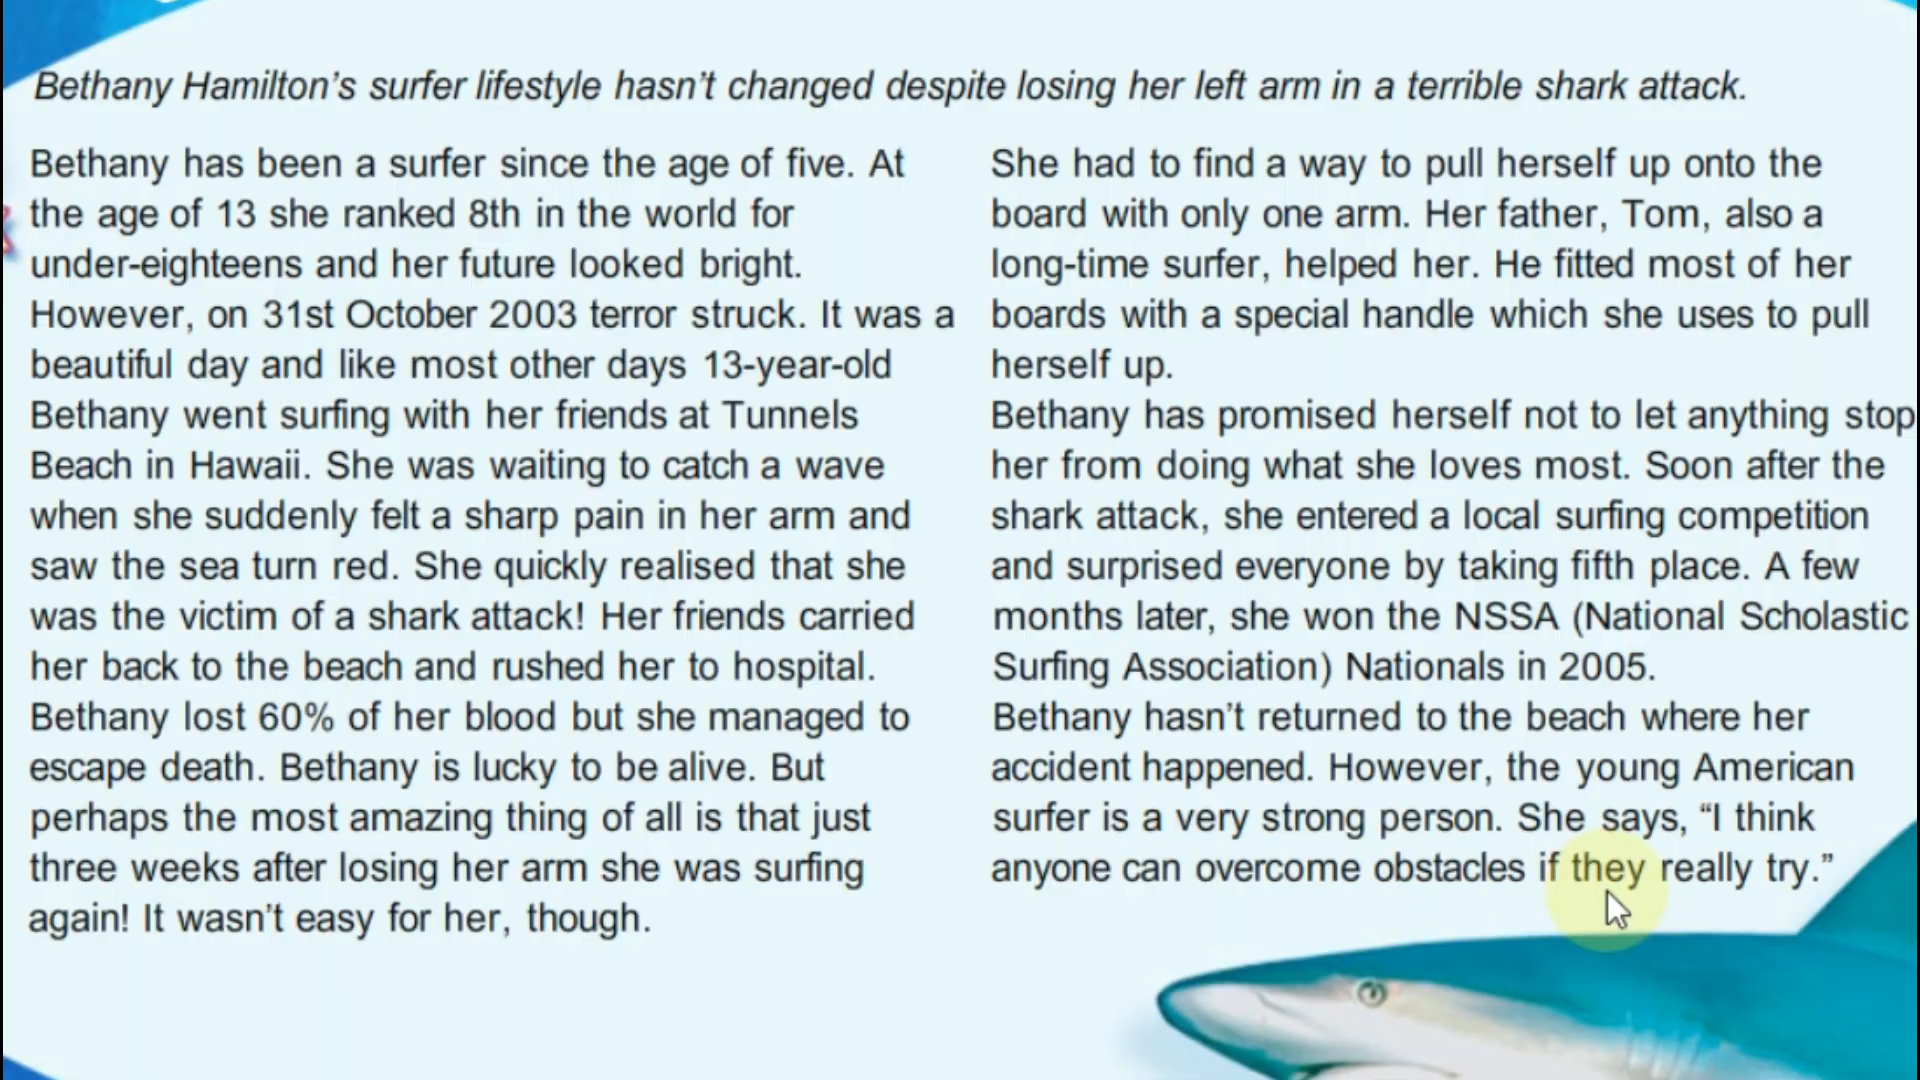 Bethany Hamilton’s surfer lifestyle hasn’t changed despite losing her left arm in a terrible shark attack.
Bethany has been a surfer since the age of five. At
the age of 13 she ranked 8th in the world for
under-eighteens and her future looked bright.
However, on 31st October 2003 terror struck. It was a
beautiful day and like most other days 13-year-old
Bethany went surfing with her friends at Tunnels
Beach in Hawaii. She was waiting to catch a wave
when she suddenly felt a sharp pain in her arm and
saw the sea turn red. She quickly realised that she
was the victim of a shark attack! Her friends carried
her back to the beach and rushed her to hospital.
Bethany lost 60% of her blood but she managed to
escape death. Bethany is lucky to be alive. But
perhaps the most amazing thing of all is that just
three weeks after losing her arm she was surfing
again! It wasn’t easy for her, though.
She had to find a way to pull herself up onto the
board with only one arm. Her father, Tom, also a
long-time surfer, helped her. He fitted most of her
boards with a special handle which she uses to pull
herself up.
Bethany has promised herself not to let anything stop
her from doing what she loves most. Soon after the
shark attack, she entered a local surfing competition
and surprised everyone by taking fifth place. A few
months later, she won the NSSA (National Scholastic
Surfing Association) Nationals in 2005.
Bethany hasn’t returned to the beach where her
accident happened. However, the young American
surfer is a very strong person. She says, “I think
anyone can overcome obstacles if they really try.”